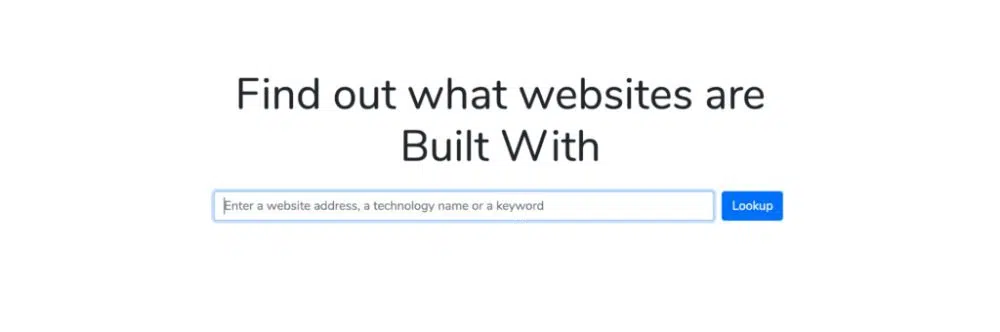 Find out what websites are
Built With
Enter a website address, a technology name or a keyword
Lookup